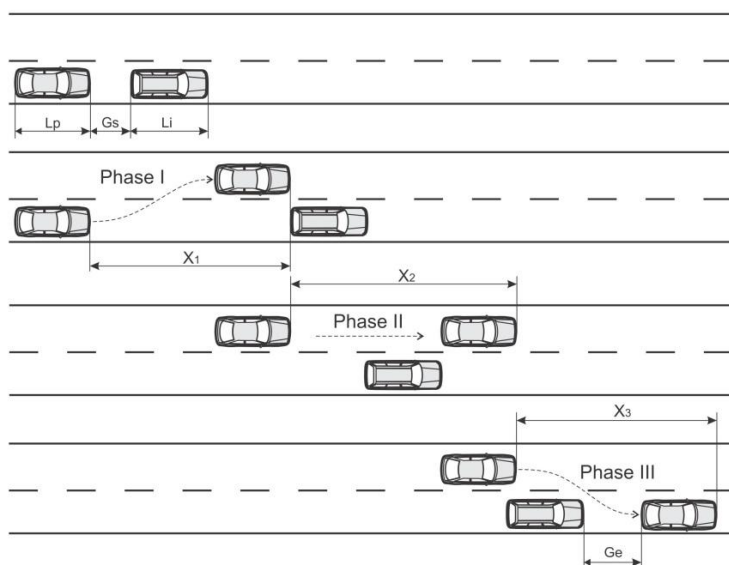 Lp Gs Li
Phase I
X1
X2
Phase II
X3
Phase III
Ge